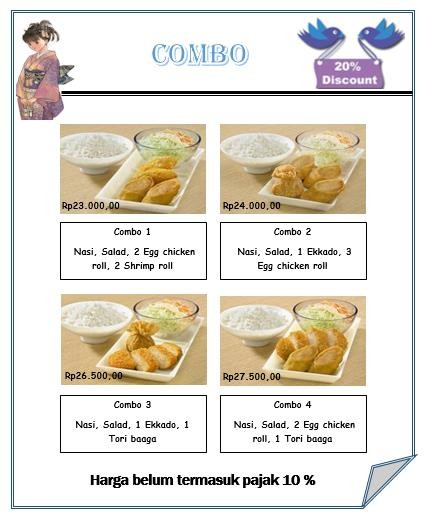 COMBO
20%
Discount
Rp23.000,00
Rp24.000,00
Combo 1
Nasi, Salad, 2 Egg chicken
roll, 2 Shrimp roll
Combo 2
Nasi, Salad, 1 Ekkado, 3
Egg chicken roll
Rp26.500,00
Rp27.500,00
Combo 3
Nasi, Salad, 1 Ekkado, 1
Tori baaga
Combo 4
Nasi, Salad, 2 Egg chicken
roll, 1 Tori baaga
Harga belum termasuk pajak 10 %